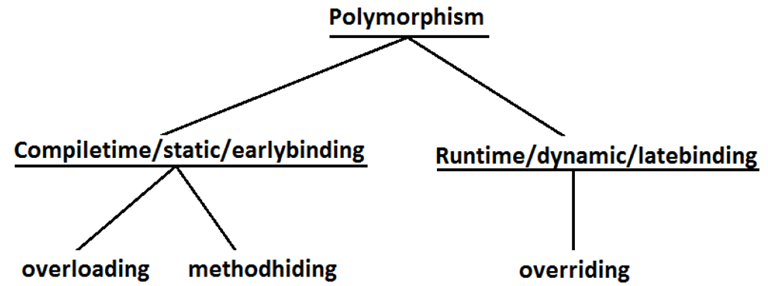 Polymorphism
Compiletime/static/earlybinding
Runtime/dynamic/latebinding
overloading
methodhiding
overriding